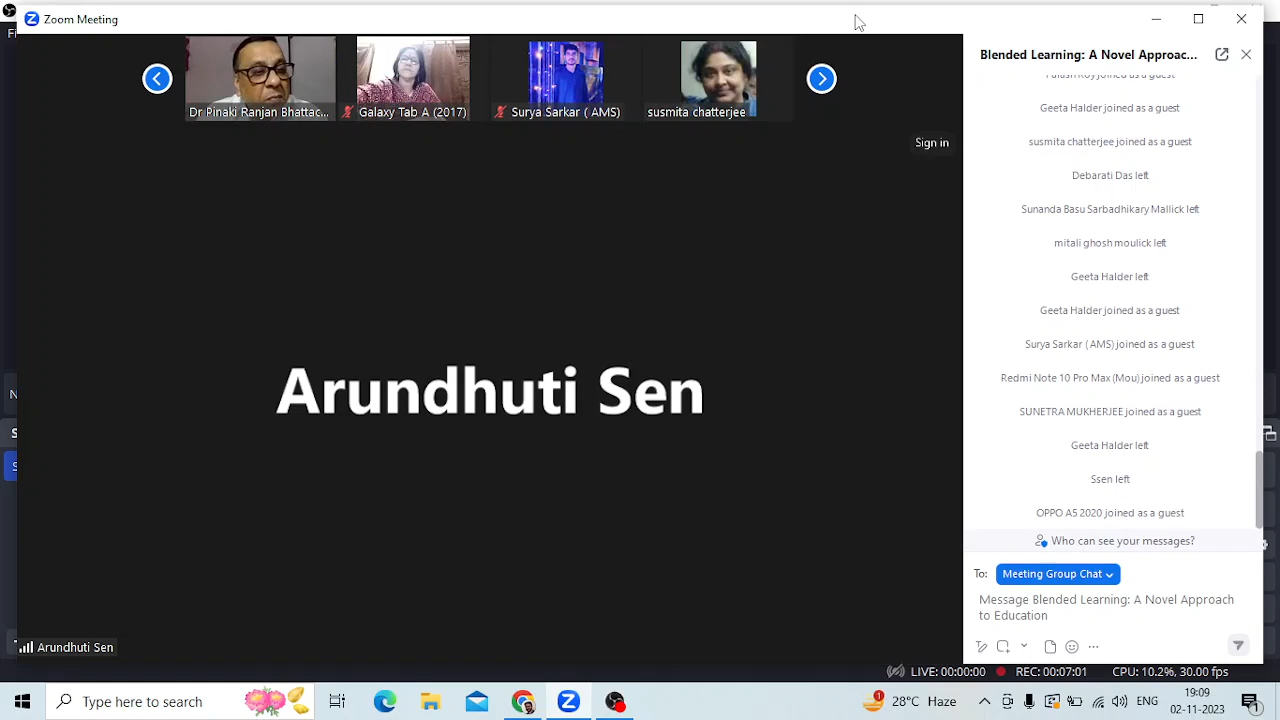 Zoom Meeting
Dr Pinaki Ranjan Bhattac...
Galaxy Tab A (2017)
Surya Sarkar ( AMS)
susmita chatterjee
Sign in
Arundhuti Sen
Arundhuti Sen
Blended Learning: A Novel Approac...
Geeta Halder joined as a guest
susmita chatterjee joined as a guest
Debarati Das left
Sunanda Basu Sarbadhikary Mallick left
mitali ghosh moulick left
Geeta Halder left
Geeta Halder joined as a guest
Surya Sarkar ( AMS) joined as a guest
Redmi Note 10 Pro Max (Mou) joined as a guest
SUNETRA MUKHERJEE joined as a guest
Geeta Halder left
Ssen left
OPPO A5 2020 joined as a guest
Who can see your messages?
To: Meeting Group Chat
Message Blended Learning: A Novel Approach
to Education
LIVE: 00:00:00 REC: 00:07:01 CPU: 10.2%, 30.00 fps
Type here to search
1
28°C Haze
19:09
02-11-2023
1